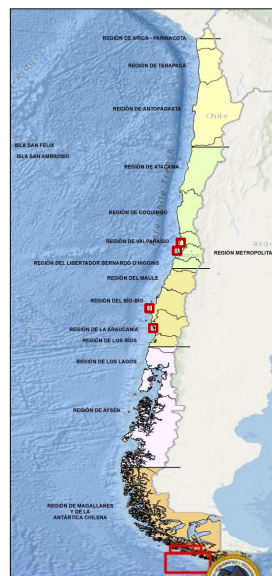 REGIÓN DE ARICA - PARINACOTA
REGIÓN DE TARAPACÁ
REGIÓN DE ANTOFAGASTA
Chile
ISLA SAN FÉLIX
ISLA SAN AMBROSIO
REGIÓN DE ATACAMA
REGIÓN DE COQUIMBO
REGIÓN DE VALPARAÍSO
REGIÓN METROPOLITA
REGIÓN DEL LIBERTADOR BERNARDO O'HIGGINS
REGIÓN DEL MAULE
REGIÓN DEL BÍO-BÍO
REGIÓN DE LA ARAUCANÍA
REGIÓN DE LOS RÍOS
REGIÓN DE LOS LAGOS
REGIÓN DE AYSÉN
REGIÓN DE MAGALLANES
Y DE LA
ANTÁRTICA CHILENA